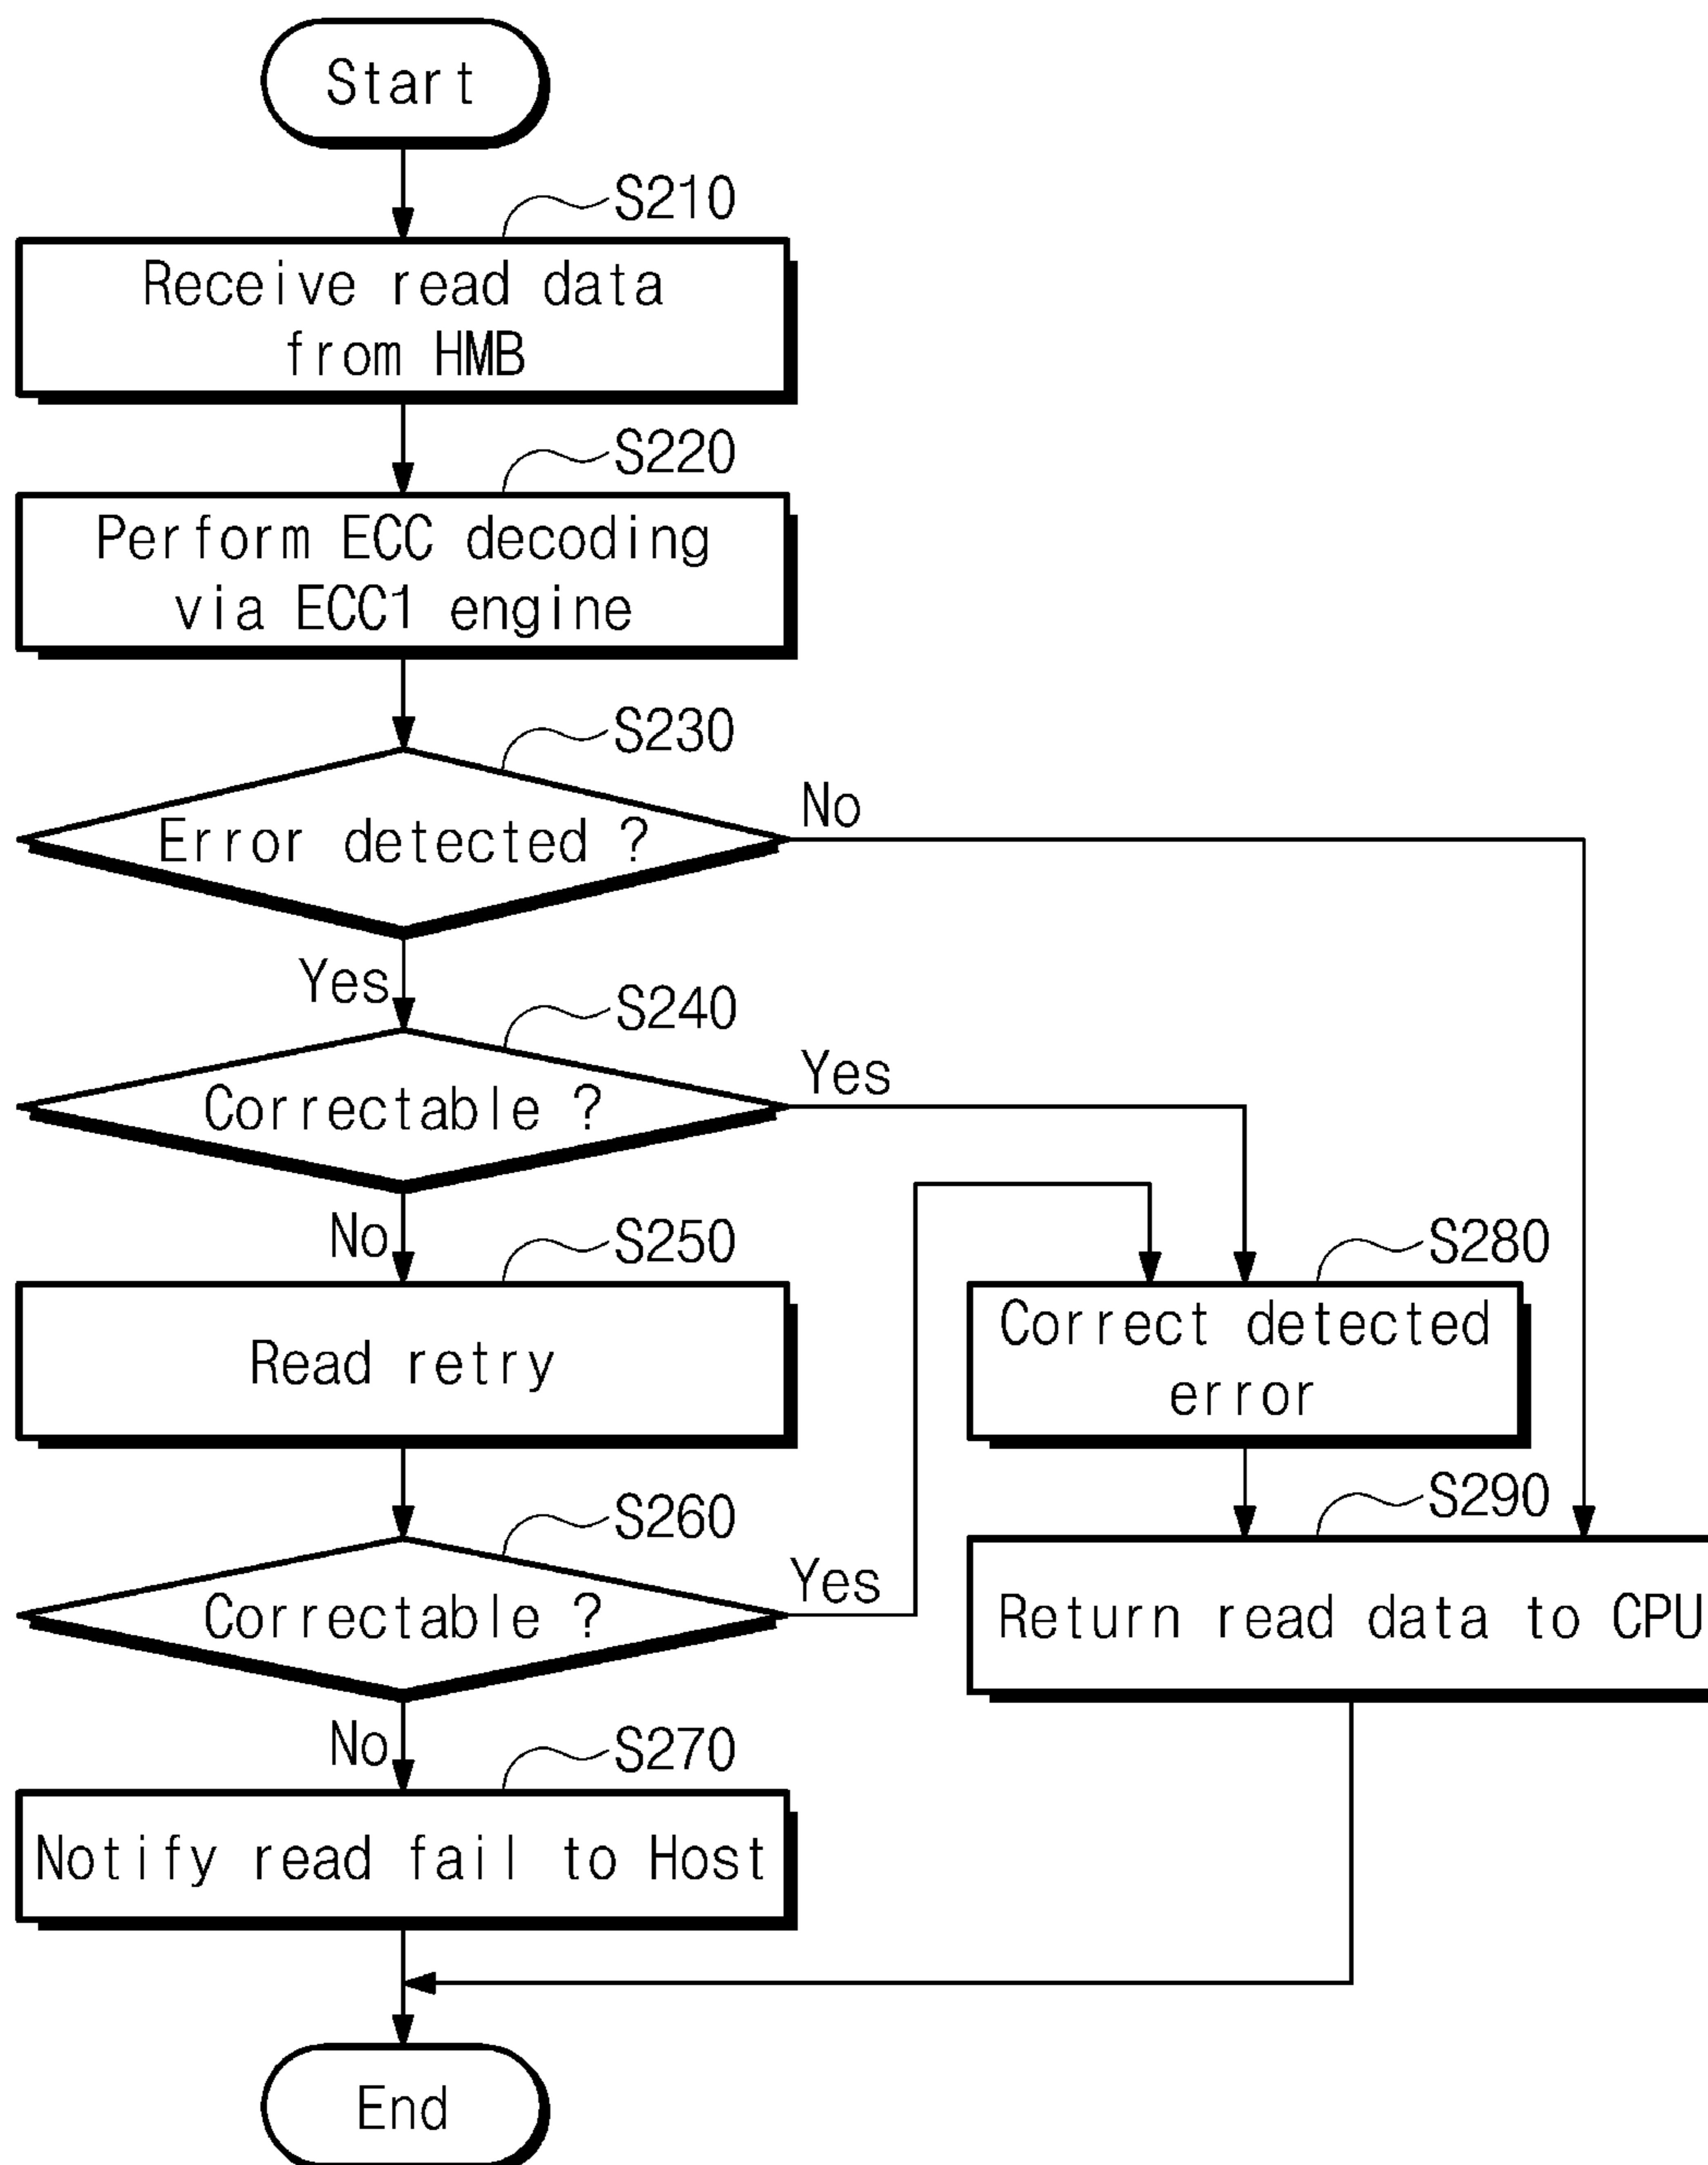 Start
S210
Receive read data
from HMB
S220
Perform ECC decoding
via ECC1 engine
S230
Error detected ?
No
Yes
S240
Correctable ?
Yes
No
S250
Read retry
S280
Correct detected
error
S260
Correctable ?
Yes
S290
Return read data to CPU
No
S270
Notify read fail to Host
End